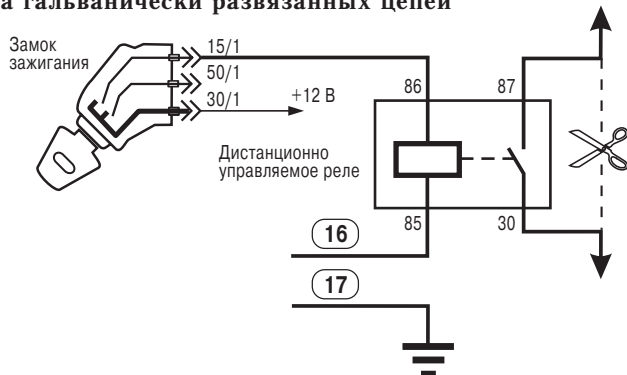 а гальванически развязанных цепей
Замок
зажигания
15/1
50/1
30/1
+12 В
86
87
Дистанционно
управляемое реле
85
30
16
17